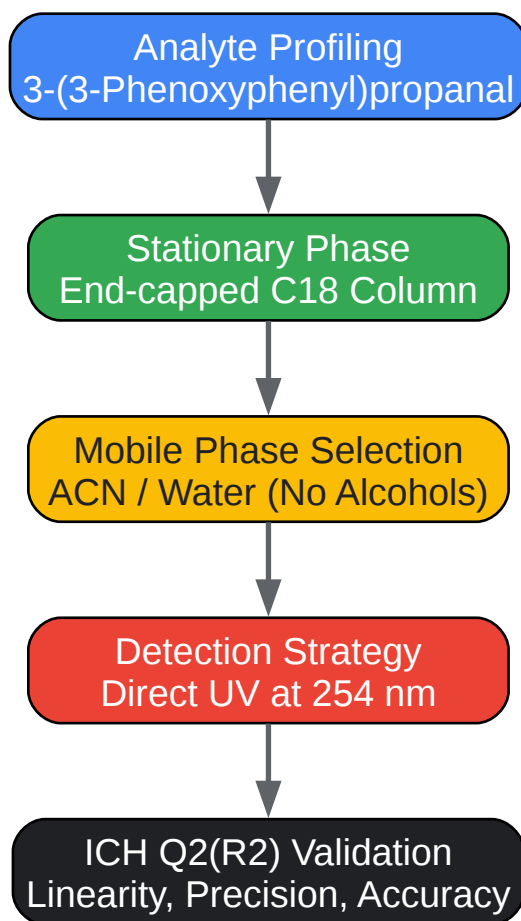 Analyte Profiling
3-(3-Phenoxyphenyl)propanal
Stationary Phase
End-capped C18 Column
Mobile Phase Selection
ACN / Water (No Alcohols)
Detection Strategy
Direct UV at 254 nm
ICH Q2(R2) Validation
Linearity, Precision, Accuracy